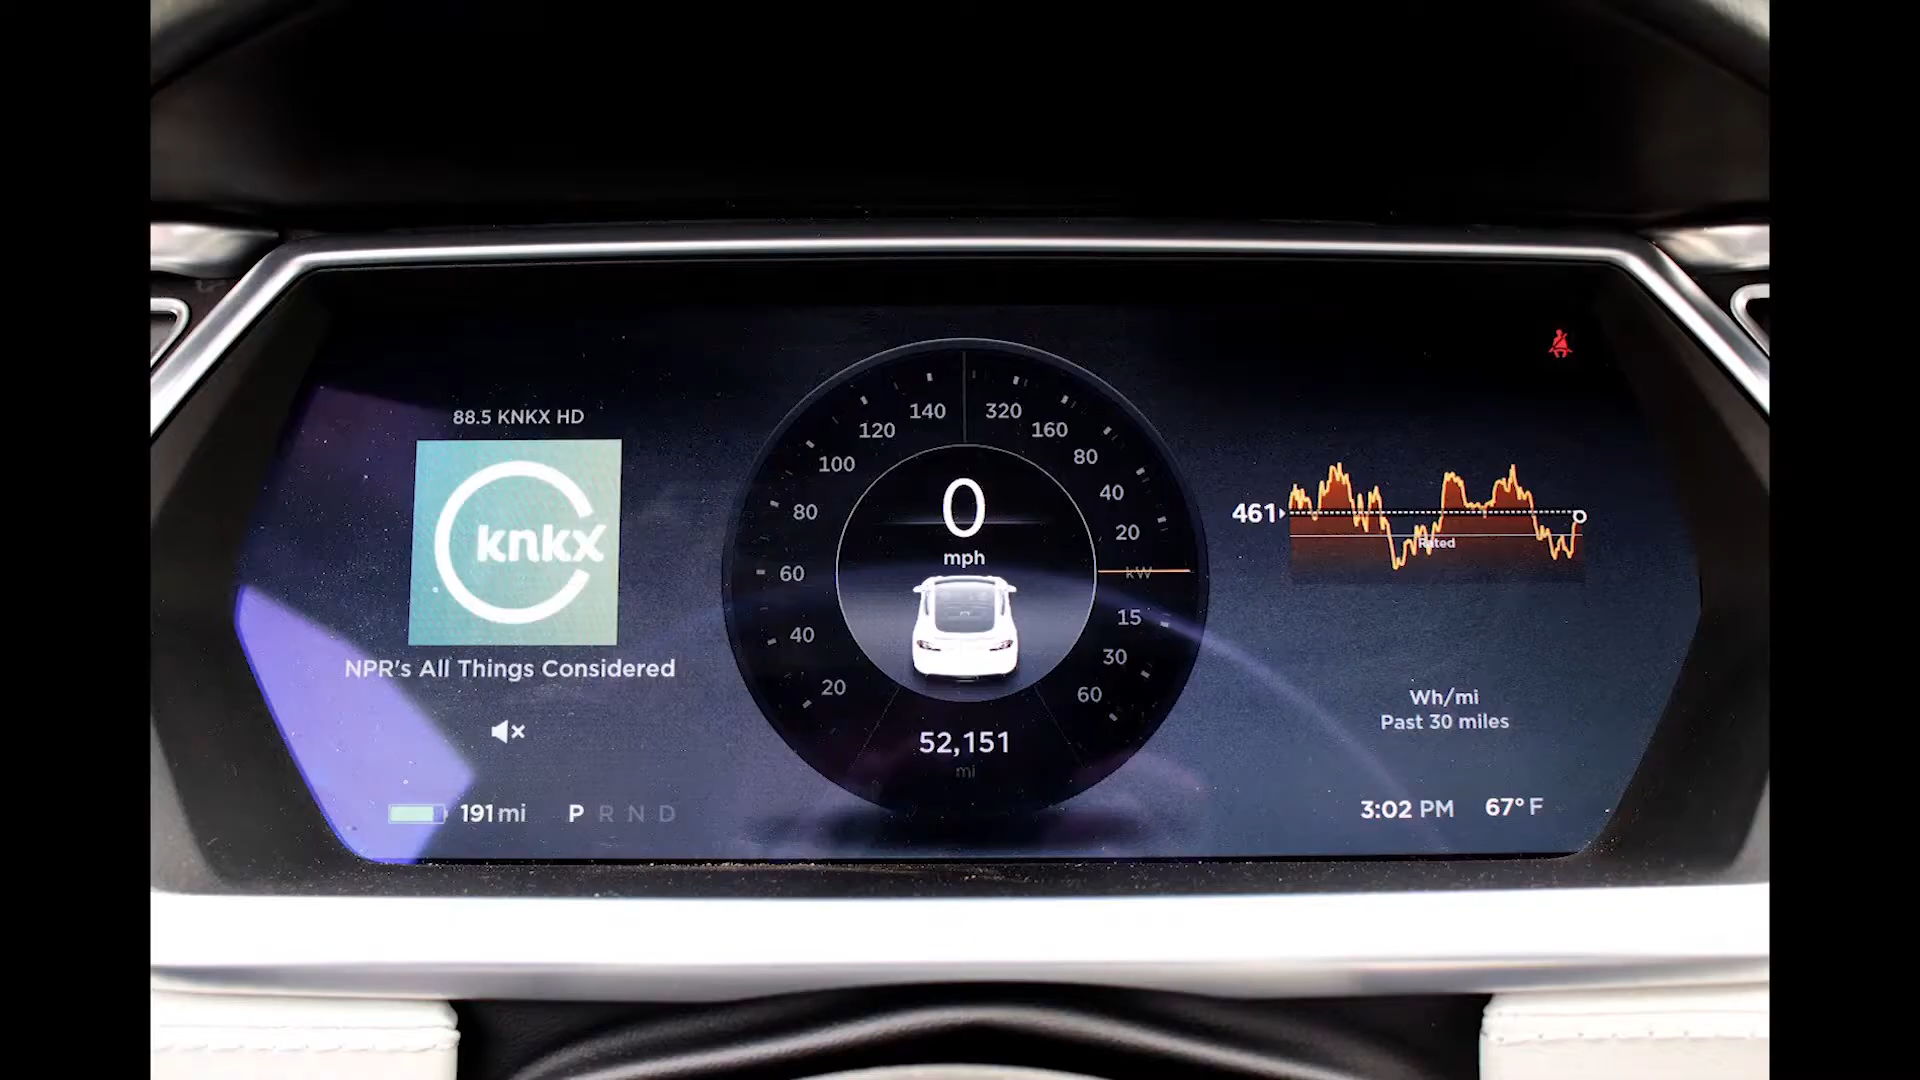 88.5 KNKX HD
knkx
NPR's All Things Considered
191 mi
P R N D
140
120
100
80
60
40
20
320
160
80
40
20
kW
15
30
60
0
mph
52,151
mi
461
Rated
Wh/mi
Past 30 miles
3:02 PM 67° F